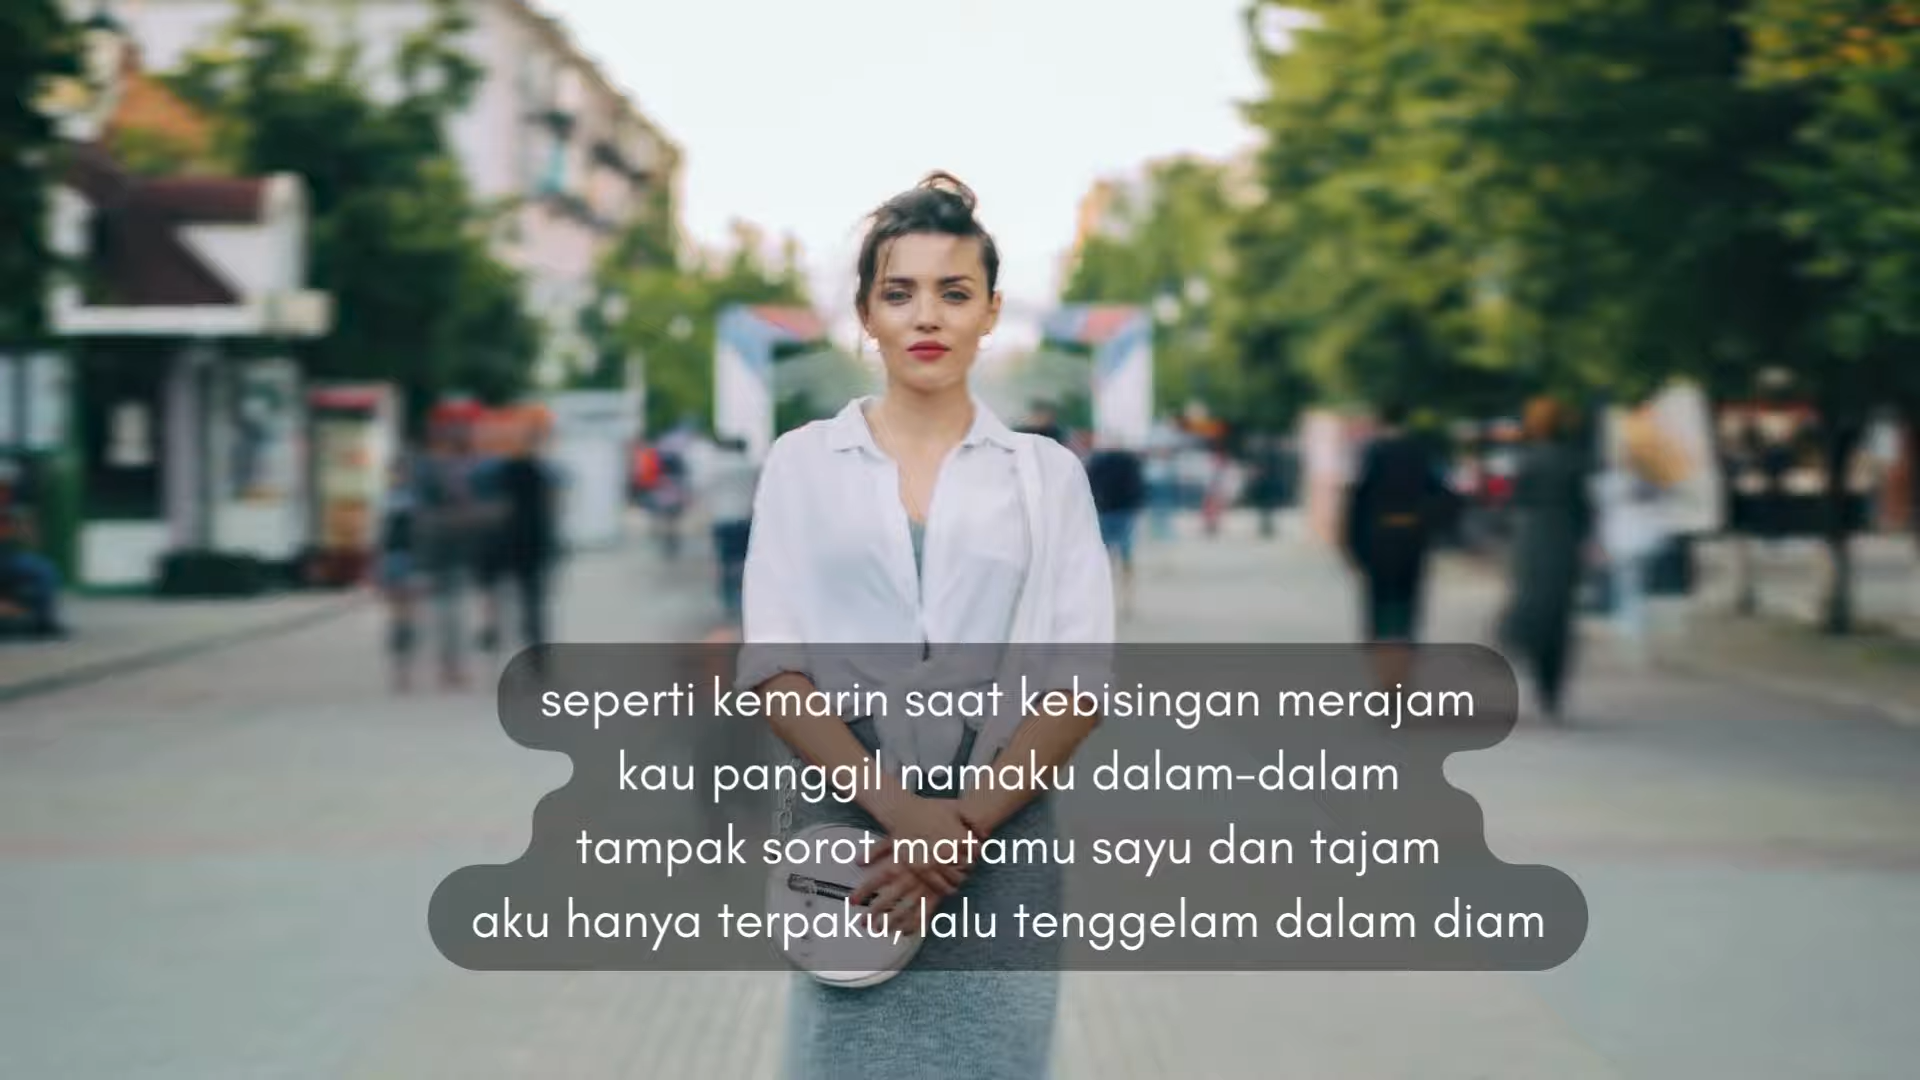 seperti kemarin saat kebisingan merajam
kau panggil namaku dalam-dalam
tampak sorot matamu sayu dan tajam
aku hanya terpaku, lalu tenggelam dalam diam